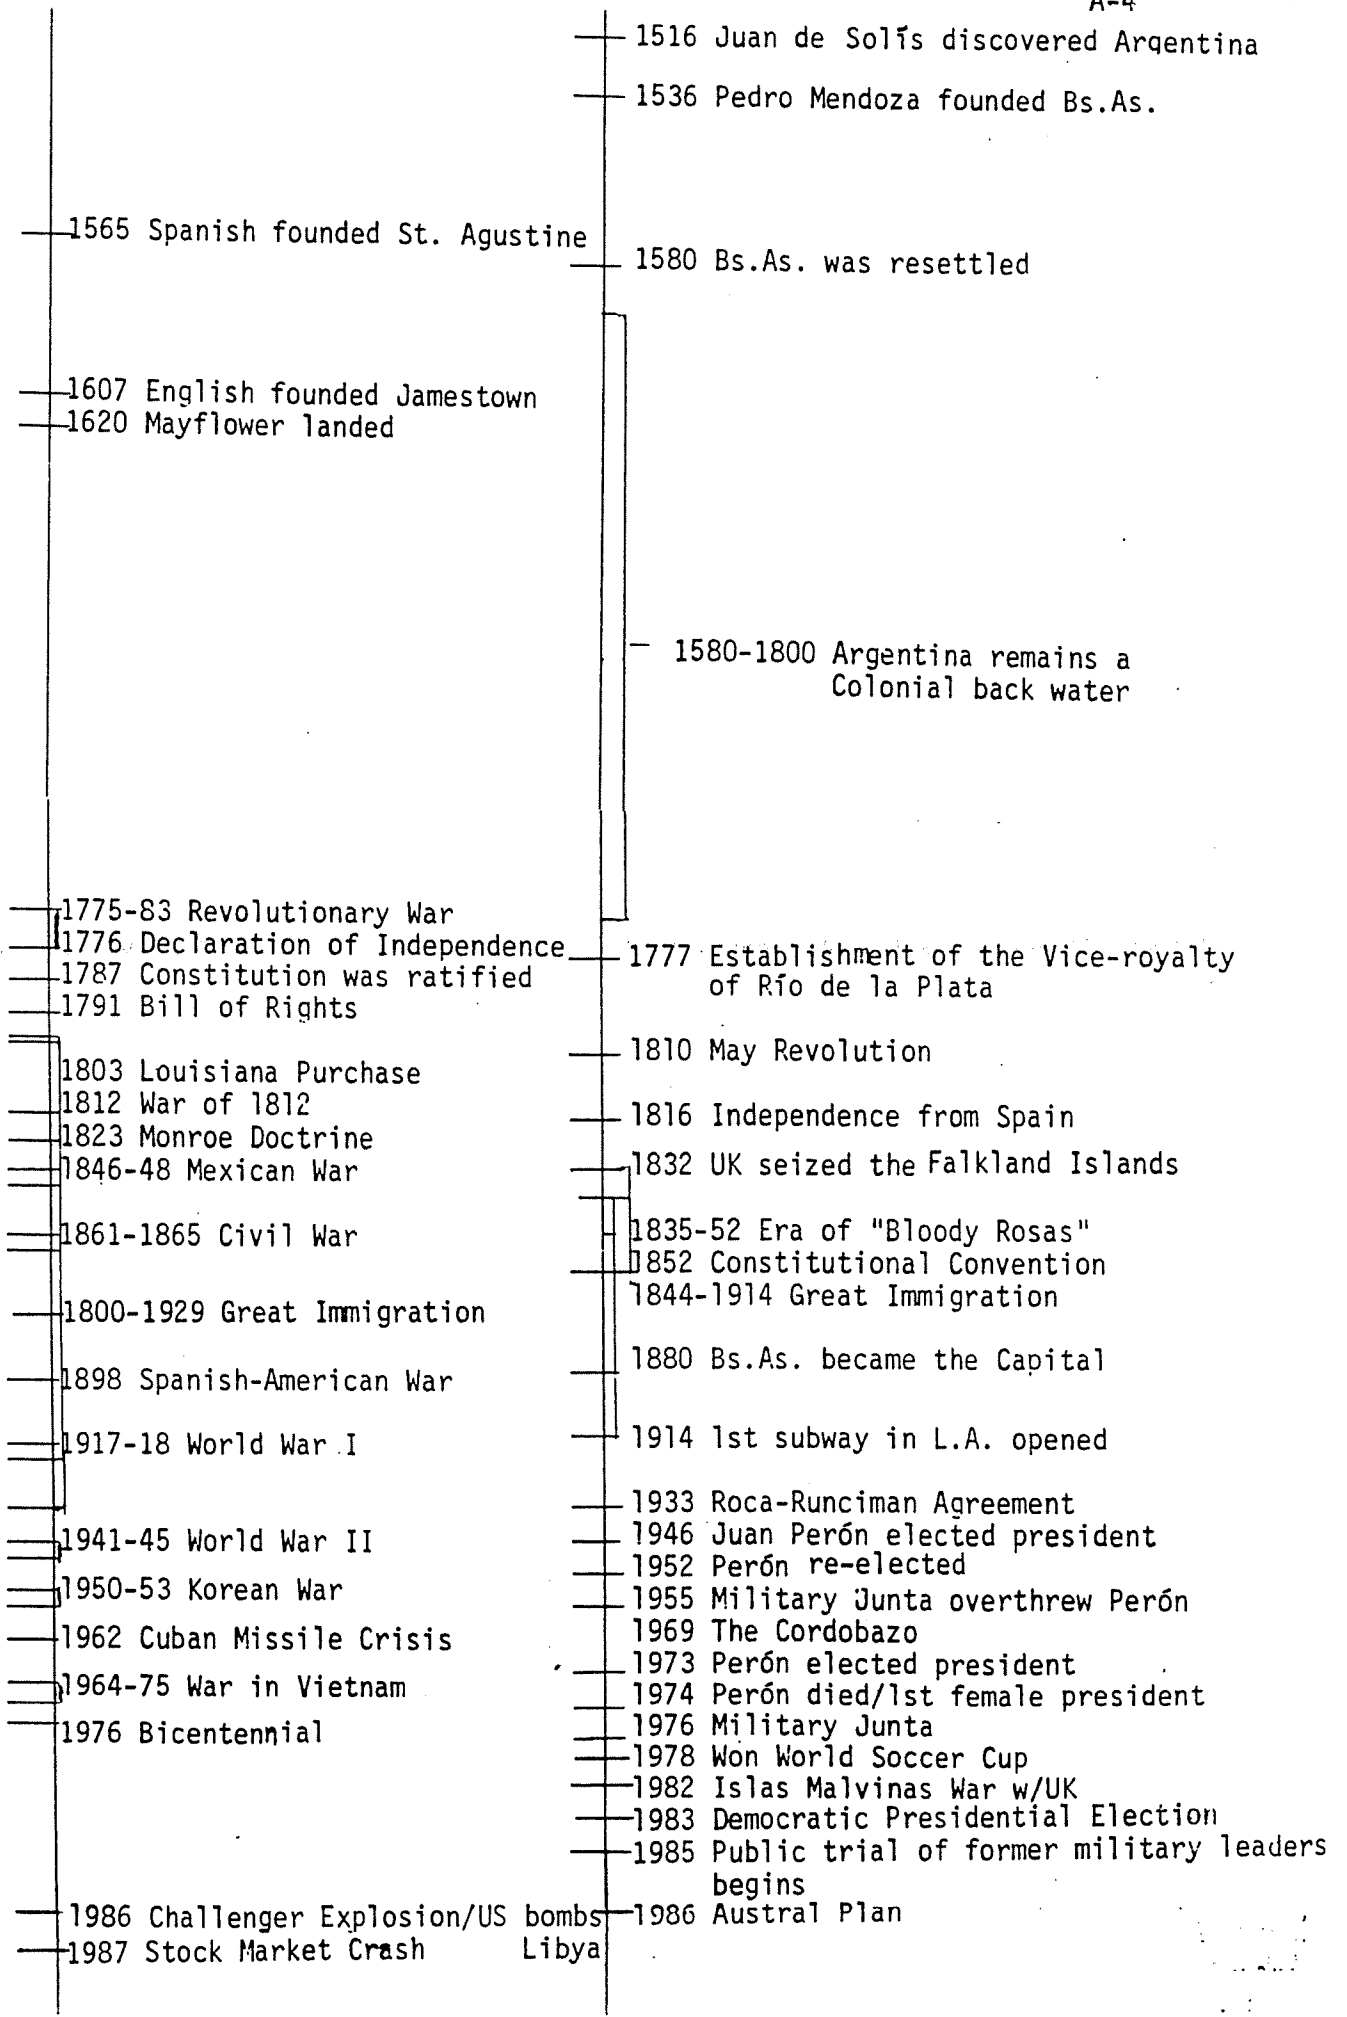 A-4
1516 Juan de Solís discovered Argentina
1536 Pedro Mendoza founded Bs.As.
1565 Spanish founded St. Agustine
1580 Bs.As. was resettled
1607 English founded Jamestown
1620 Mayflower landed
1580-1800 Argentina remains a
Colonial back water
1775-83 Revolutionary War
1776 Declaration of Independence
1777 Establishment of the Vice-royalty
of Río de la Plata
1787 Constitution was ratified
1791 Bill of Rights
1810 May Revolution
1803 Louisiana Purchase
1812 War of 1812
1816 Independence from Spain
1823 Monroe Doctrine
1832 UK seized the Falkland Islands
1846-48 Mexican War
1835-52 Era of "Bloody Rosas"
1861-1865 Civil War
1852 Constitutional Convention
1844-1914 Great Immigration
1800-1929 Great Immigration
1880 Bs.As. became the Capital
1898 Spanish-American War
1914 1st subway in L.A. opened
1917-18 World War I
1933 Roca-Runciman Agreement
1946 Juan Perón elected president
1941-45 World War II
1952 Perón re-elected
1950-53 Korean War
1955 Military Junta overthrew Perón
1969 The Cordobazo
1962 Cuban Missile Crisis
1973 Perón elected president
1964-75 War in Vietnam
1974 Perón died/1st female president
1976 Military Junta
1976 Bicentennial
1978 Won World Soccer Cup
1982 Islas Malvinas War w/UK
1983 Democratic Presidential Election
1985 Public trial of former military leaders
begins
1986 Challenger Explosion/US bombs
Libya
1986 Austral Plan
1987 Stock Market Crash